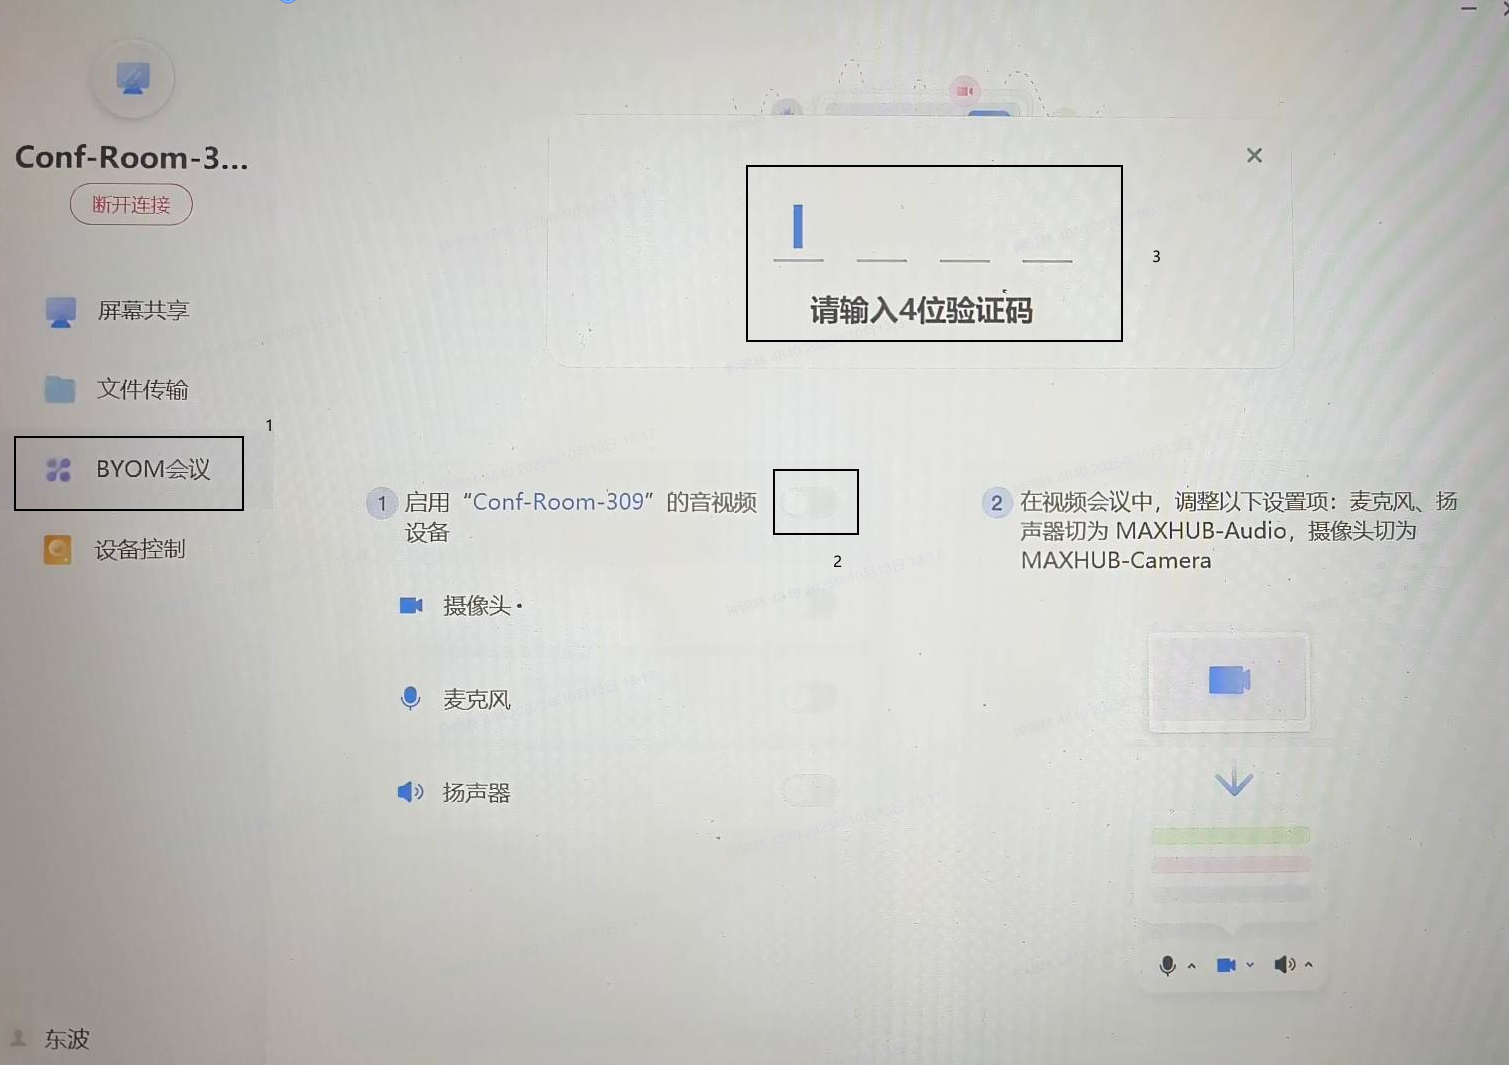 Conf-Room-3...
断开连接
屏幕共享
文件传输
1
BYOM会议
设备控制
东波
3
请输入4位验证码
1 启用“Conf-Room-309”的音视频
设备
2
摄像头
麦克风
扬声器
2 在视频会议中，调整以下设置项：麦克风、扬
声器切为 MAXHUB-Audio，摄像头切为
MAXHUB-Camera